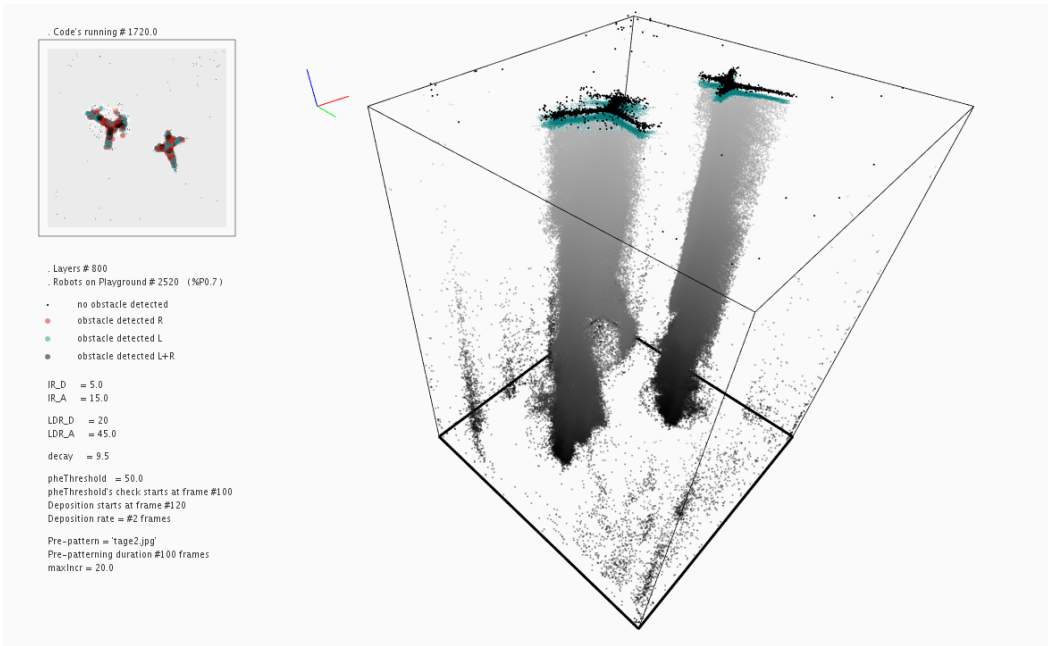 . Code's running # 1720.0
. Layers # 800
. Robots on Playground # 2520 (%P0.7 )
no obstacle detected
obstacle detected R
obstacle detected L
obstacle detected L+R
IR_D = 5.0
IR_A = 15.0
LDR_D = 20
LDR_A = 45.0
decay = 9.5
pheThreshold = 50.0
pheThreshold's check starts at frame #100
Deposition starts at frame #120
Deposition rate = #2 frames
Pre-pattern = 'tage2.jpg'
Pre-patterning duration #100 frames
maxIncr = 20.0